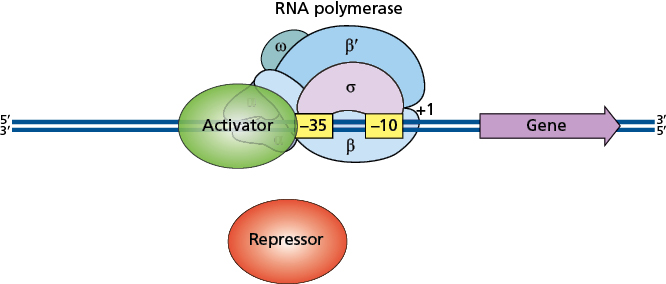 RNA polymerase
ω
β′
σ
α
+1
5′
3′
Activator
–35
–10
Gene
3′
5′
α
β
Repressor